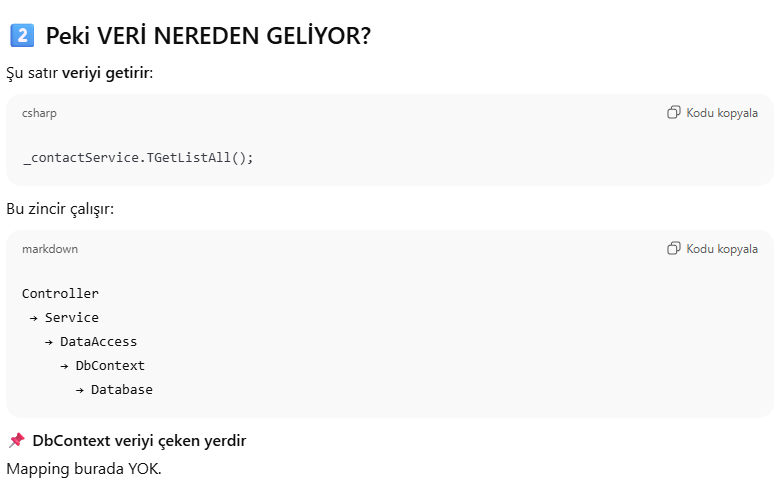 2 Peki VERİ NEREDEN GELİYOR?
Şu satır veriyi getirir:
csharp Kodu kopyala
_contactService.TGetListAll();
Bu zincir çalışır:
markdown Kodu kopyala
Controller
→ Service
→ DataAccess
→ DbContext
→ Database
📌 DbContext veriyi çeken yerdir
Mapping burada YOK.